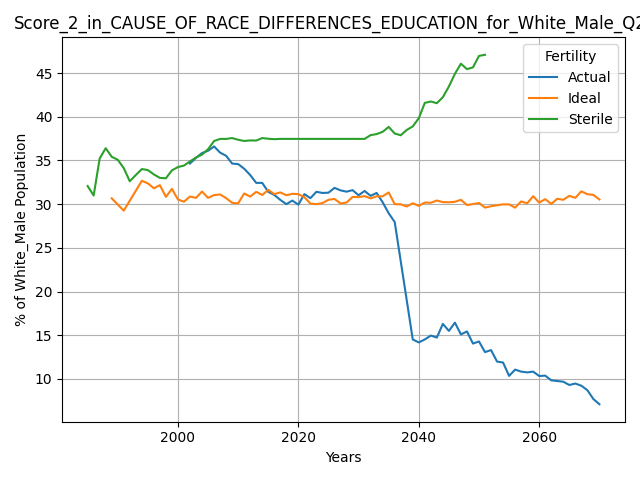 Score_2_in_CAUSE_OF_RACE_DIFFERENCES_EDUCATION_for_White_Male_Q2
% of White_Male Population
45
40
35
30
25
20
15
10
Fertility
Actual
Ideal
Sterile
2000
2020
2040
2060
Years